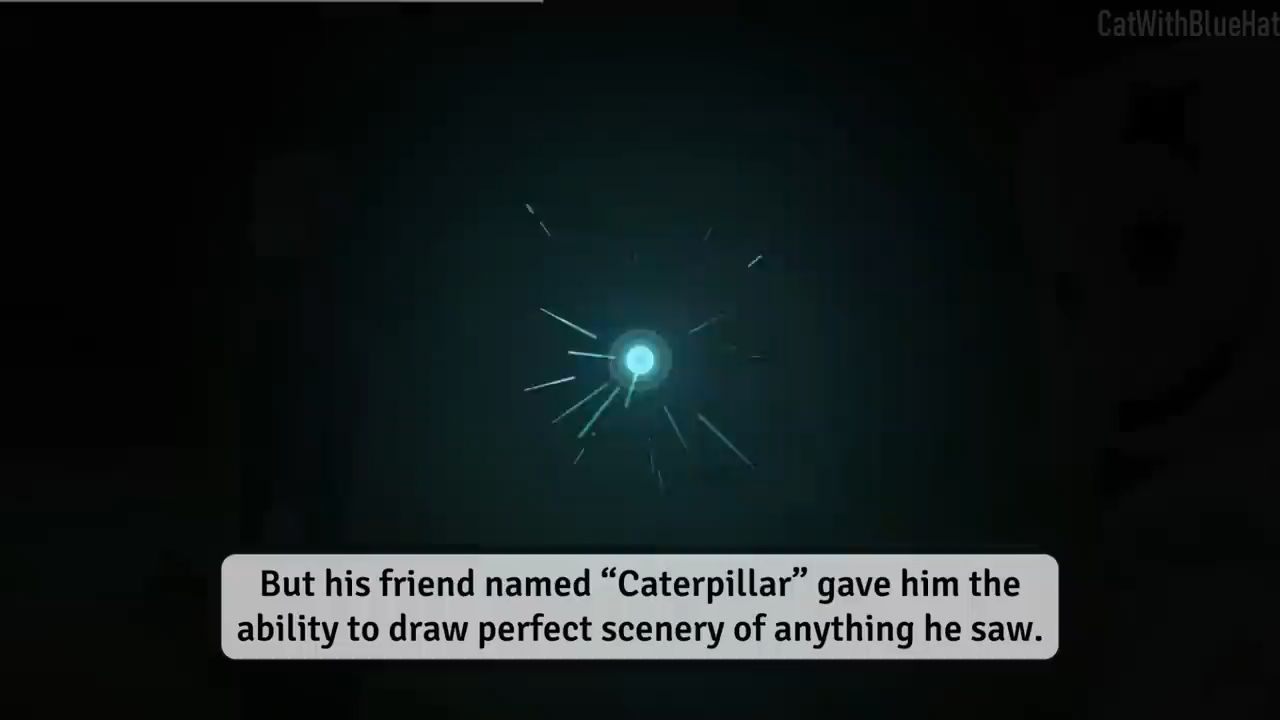 CatWithBlueHat
But his friend named “Caterpillar” gave him the
ability to draw perfect scenery of anything he saw.